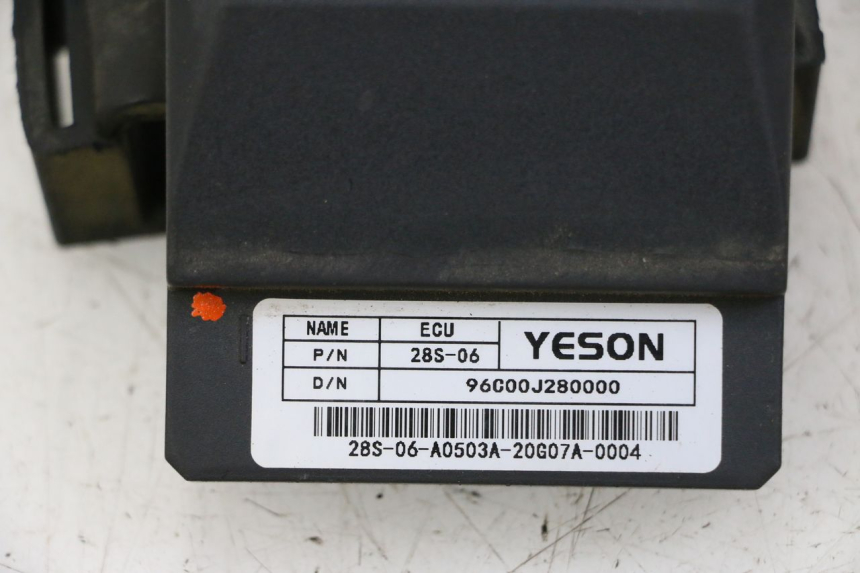 NAME ECU YESON
P/N 28S-06
D/N 96C00J280000
28S-06-A0503A-20G07A-0004